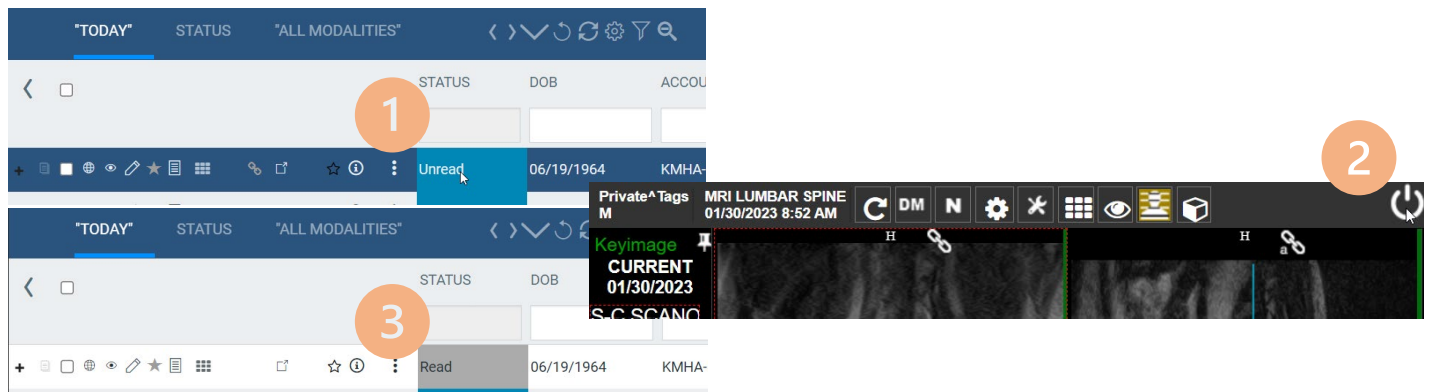 "TODAY" STATUS "ALL MODALITIES"
STATUS DOB ACCOU
1
Unread 06/19/1964 KMHA-
2
Private^Tags MRI LUMBAR SPINE
M 01/30/2023 8:52 AM DM N
Keyimage H H
a
CURRENT
01/30/2023
S-C SCANO
"TODAY" STATUS "ALL MODALITIES"
STATUS DOB
3
Read 06/19/1964 KMHA-